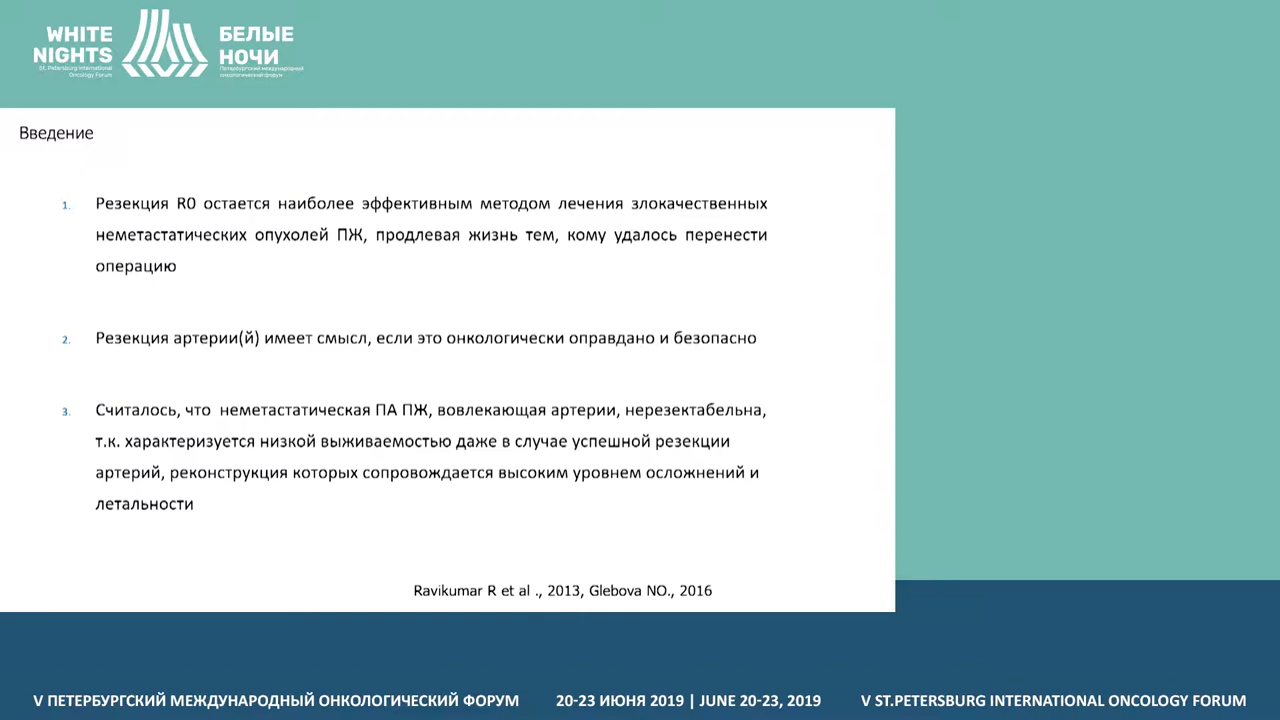 WHITE
NIGHTS
St. Petersburg International
Oncology Forum
БЕЛЫЕ
НОЧИ
Петербургский международный
онкологический форум
Введение
1. Резекция R0 остается наиболее эффективным методом лечения злокачественных
неметастатических опухолей ПЖ, продлевая жизнь тем, кому удалось перенести
операцию
2. Резекция артерии(й) имеет смысл, если это онкологически оправдано и безопасно
3. Считалось, что неметастатическая ПА ПЖ, вовлекающая артерии, нерезектабельна,
т.к. характеризуется низкой выживаемостью даже в случае успешной резекции
артерий, реконструкция которых сопровождается высоким уровнем осложнений и
летальности
Ravikumar R et al ., 2013, Glebova NO., 2016
V ПЕТЕРБУРГСКИЙ МЕЖДУНАРОДНЫЙ ОНКОЛОГИЧЕСКИЙ ФОРУМ 20-23 ИЮНЯ 2019 | JUNE 20-23, 2019 V ST.PETERSBURG INTERNATIONAL ONCOLOGY FORUM